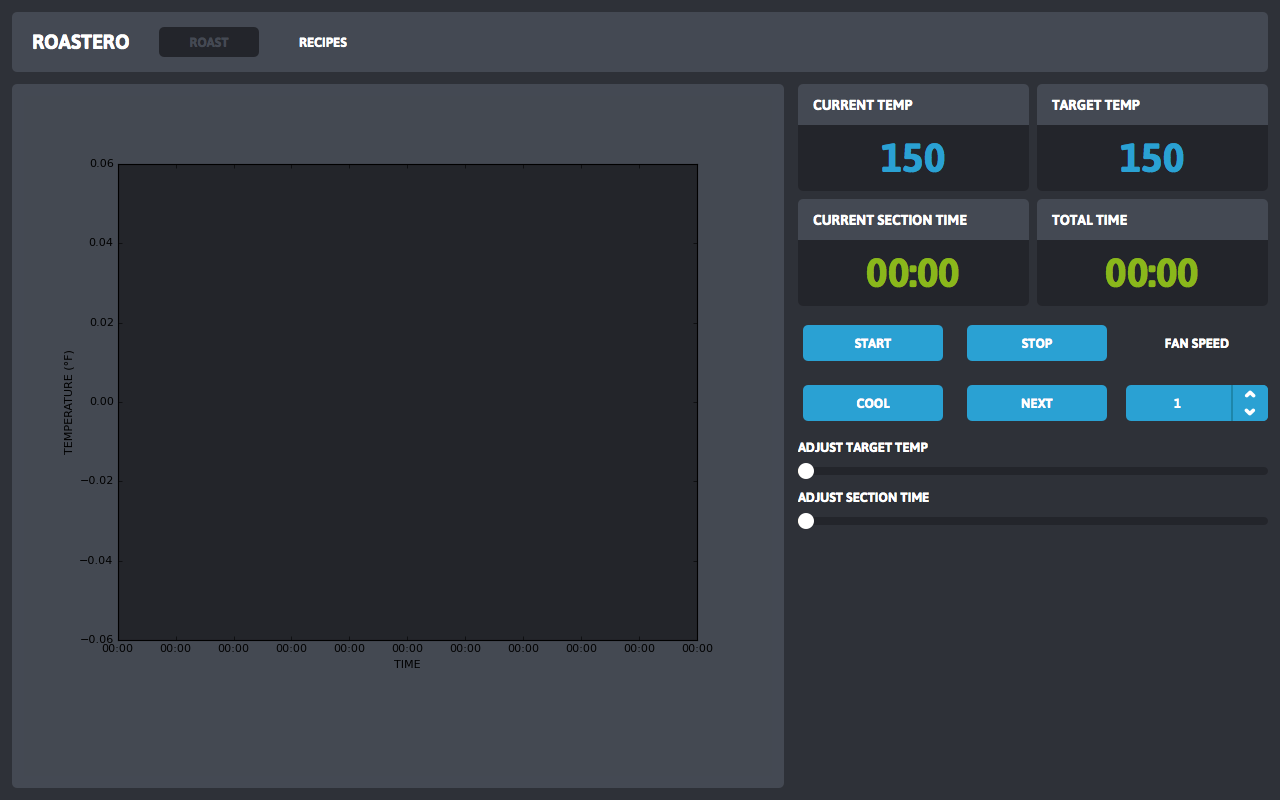 ROASTERO
ROAST
RECIPES
0.06
0.04
0.02
0.00
−0.02
−0.04
−0.06
TEMPERATURE (°F)
00:00 00:00 00:00 00:00 00:00 00:00 00:00 00:00 00:00 00:00 00:00
TIME
CURRENT TEMP
150
TARGET TEMP
150
CURRENT SECTION TIME
00:00
TOTAL TIME
00:00
START
STOP
FAN SPEED
COOL
NEXT
1
ADJUST TARGET TEMP
ADJUST SECTION TIME